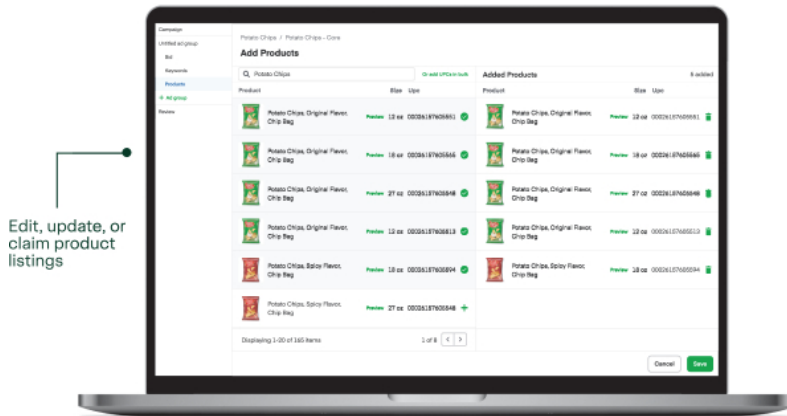 Campaign
Untitled ad group
Bid
Keywords
Products
+ Ad group
Review
Potato Chips / Potato Chips - Core
Add Products
Potato Chips
Or add UPCs in bulk
Product Size Upc
Potato Chips, Original Flavor,
Chip Bag
Preview 12 oz
Potato Chips, Original Flavor,
Chip Bag
Preview 18 oz
Potato Chips, Original Flavor,
Chip Bag
Preview 27 oz
Potato Chips, Original Flavor,
Chip Bag
Preview 12 oz
Potato Chips, Spicy Flavor,
Chip Bag
Preview 18 oz
Potato Chips, Spicy Flavor,
Chip Bag
Preview 27 oz
Displaying 1-20 of 165 items
1 of 8
Added Products
5 added
Product Size Upc
Potato Chips, Original Flavor,
Chip Bag
Preview 12 oz
Potato Chips, Original Flavor,
Chip Bag
Preview 18 oz
Potato Chips, Original Flavor,
Chip Bag
Preview 27 oz
Potato Chips, Original Flavor,
Chip Bag
Preview 12 oz
Potato Chips, Spicy Flavor,
Chip Bag
Preview 18 oz
Cancel
Save
Edit, update, or
claim product
listings